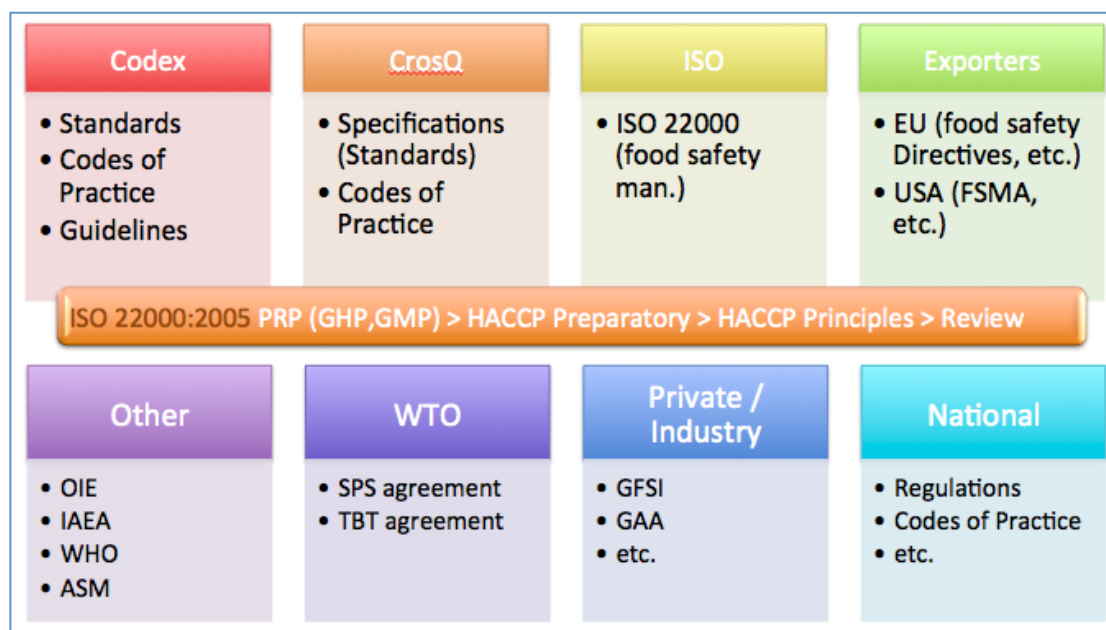 Codex
• Standards
• Codes of
Practice
• Guidelines
CrosQ
• Specifications
(Standards)
• Codes of
Practice
ISO
• ISO 22000
(food safety
man.)
Exporters
• EU (food safety
Directives, etc.)
• USA (FSMA,
etc.)
ISO 22000:2005 PRP (GHP,GMP) > HACCP Preparatory > HACCP Principles > Review
Other
• OIE
• IAEA
• WHO
• ASM
WTO
• SPS agreement
• TBT agreement
Private /
Industry
• GFSI
• GAA
• etc.
National
• Regulations
• Codes of Practice
• etc.